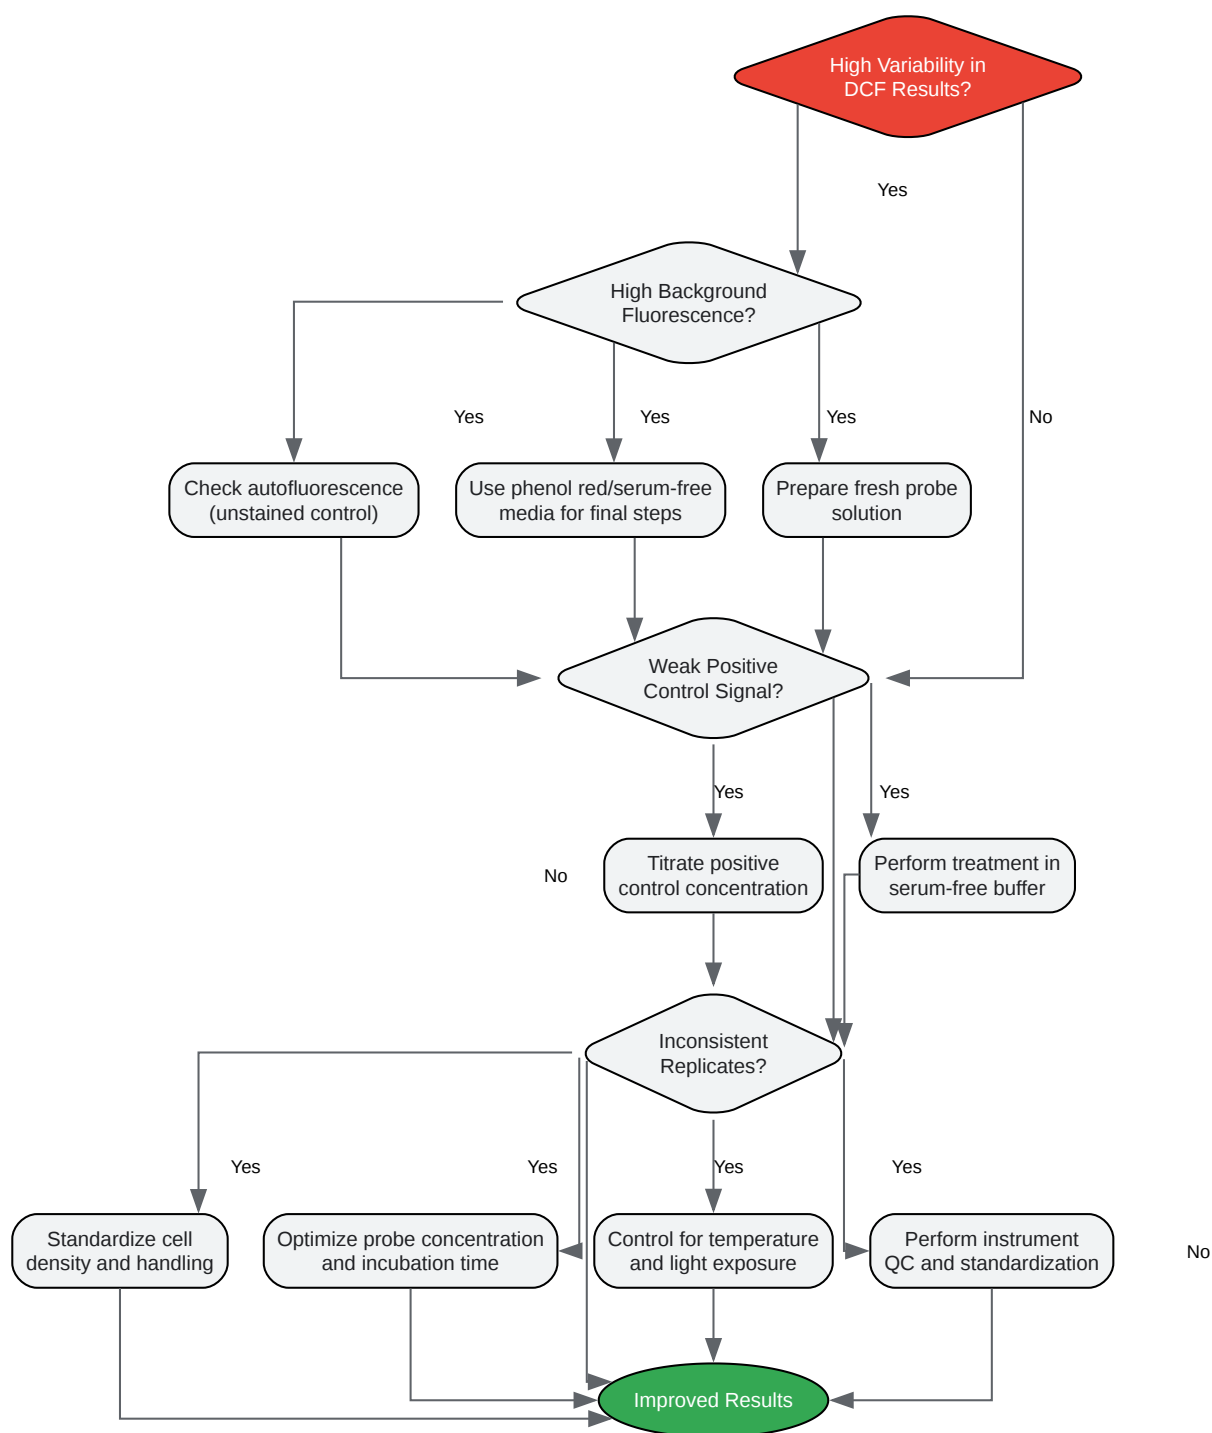 High Variability in
DCF Results?
Yes
High Background
Fluorescence?
Yes
Yes
Yes
No
Check autofluorescence
(unstained control)
Use phenol red/serum-free
media for final steps
Prepare fresh probe
solution
Weak Positive
Control Signal?
Yes
Yes
No
Titrate positive
control concentration
Perform treatment in
serum-free buffer
Inconsistent
Replicates?
Yes
Yes
Yes
Yes
Standardize cell
density and handling
Optimize probe concentration
and incubation time
Control for temperature
and light exposure
Perform instrument
QC and standardization
No
Improved Results